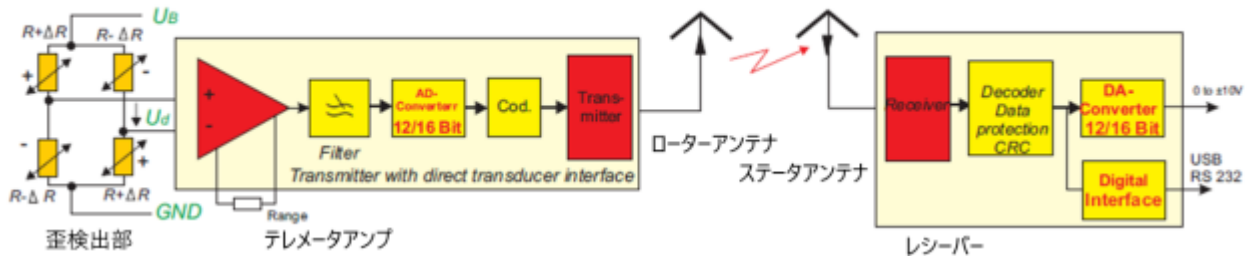 U_B
R+ΔR
R- ΔR
+
-
U_d
-
+
R-Δ R
R+Δ R
GND
歪検出部
+
-
Filter
AD-
Converterr
12/16 Bit
Cod.
Trans-
mitter
Transmitter with direct transducer interface
Range
テレメータアンプ
ローターアンテナ
ステータアンテナ
Receiver
Decoder
Data
protection
CRC
DA-
Converter
12/16 Bit
0 to ±10V
Digital
Interface
USB
RS 232
レシーバー